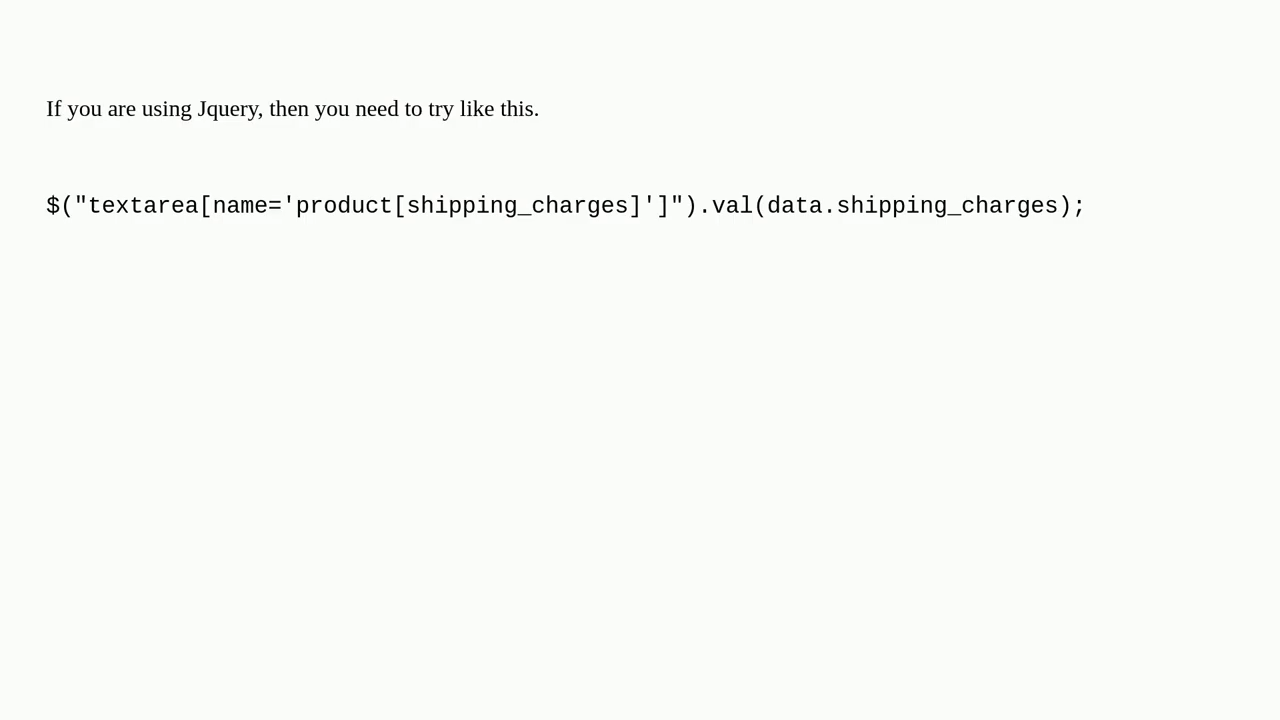 If you are using Jquery, then you need to try like this.
$("textarea[name='product[shipping_charges]']").val(data.shipping_charges);